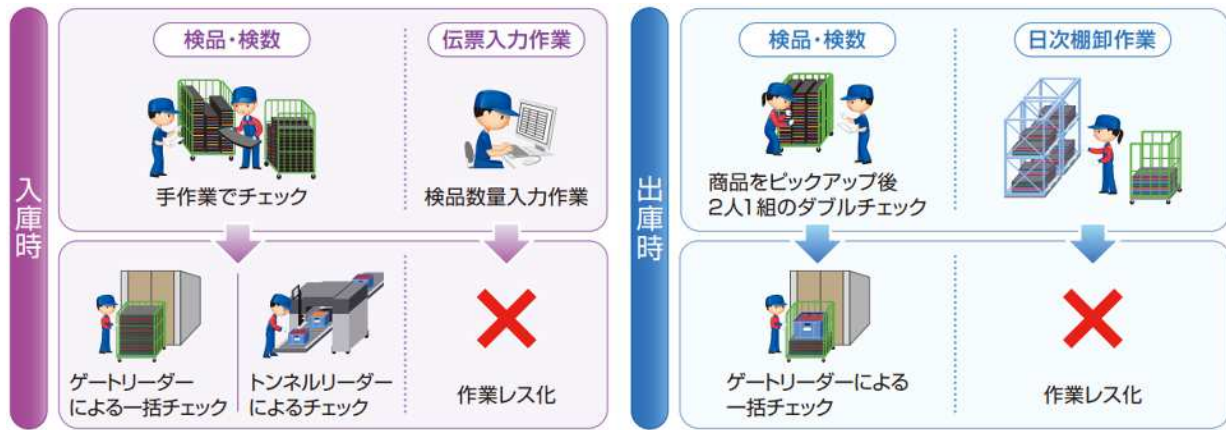 入庫時
検品・検数
伝票入力作業
手作業でチェック
検品数量入力作業
ゲートリーダー
による一括チェック
トンネルリーダー
によるチェック
作業レス化
出庫時
検品・検数
日次棚卸作業
商品をピックアップ後
2人1組のダブルチェック
ゲートリーダーによる
一括チェック
作業レス化